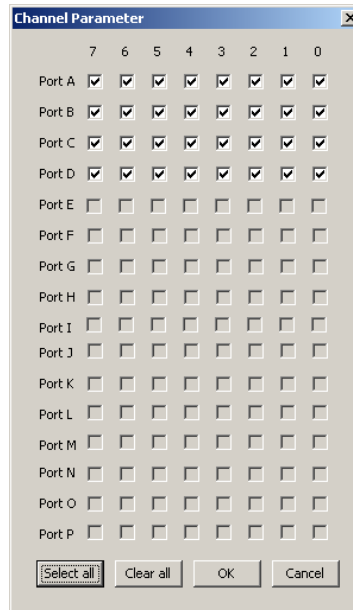 Channel Parameter
7 6 5 4 3 2 1 0
Port A
Port B
Port C
Port D
Port E
Port F
Port G
Port H
Port I
Port J
Port K
Port L
Port M
Port N
Port O
Port P
Select all Clear all OK Cancel